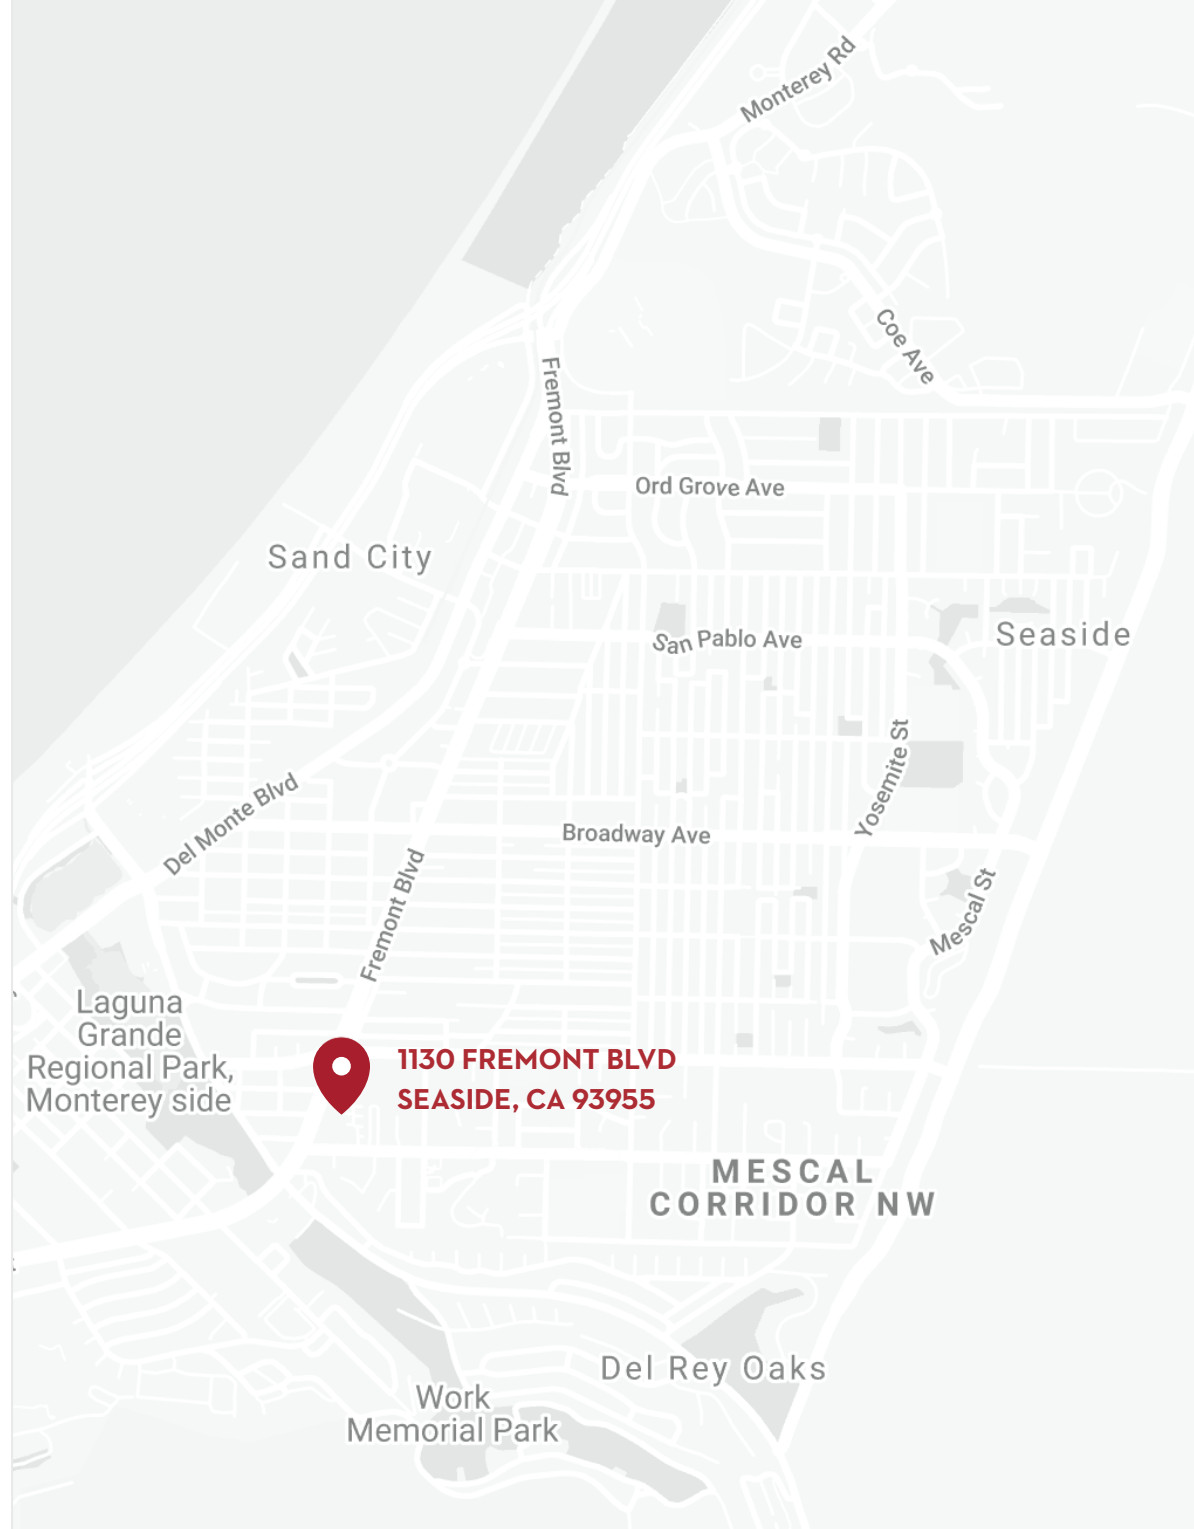 Monterey Rd
Coe Ave
Fremont Blvd
Ord Grove Ave
Sand City
San Pablo Ave
Seaside
Yosemite St
Del Monte Blvd
Broadway Ave
Fremont Blvd
Mescal St
Laguna
Grande
Regional Park,
Monterey side
1130 FREMONT BLVD
SEASIDE, CA 93955
MESCAL
CORRIDOR NW
Del Rey Oaks
Work
Memorial Park